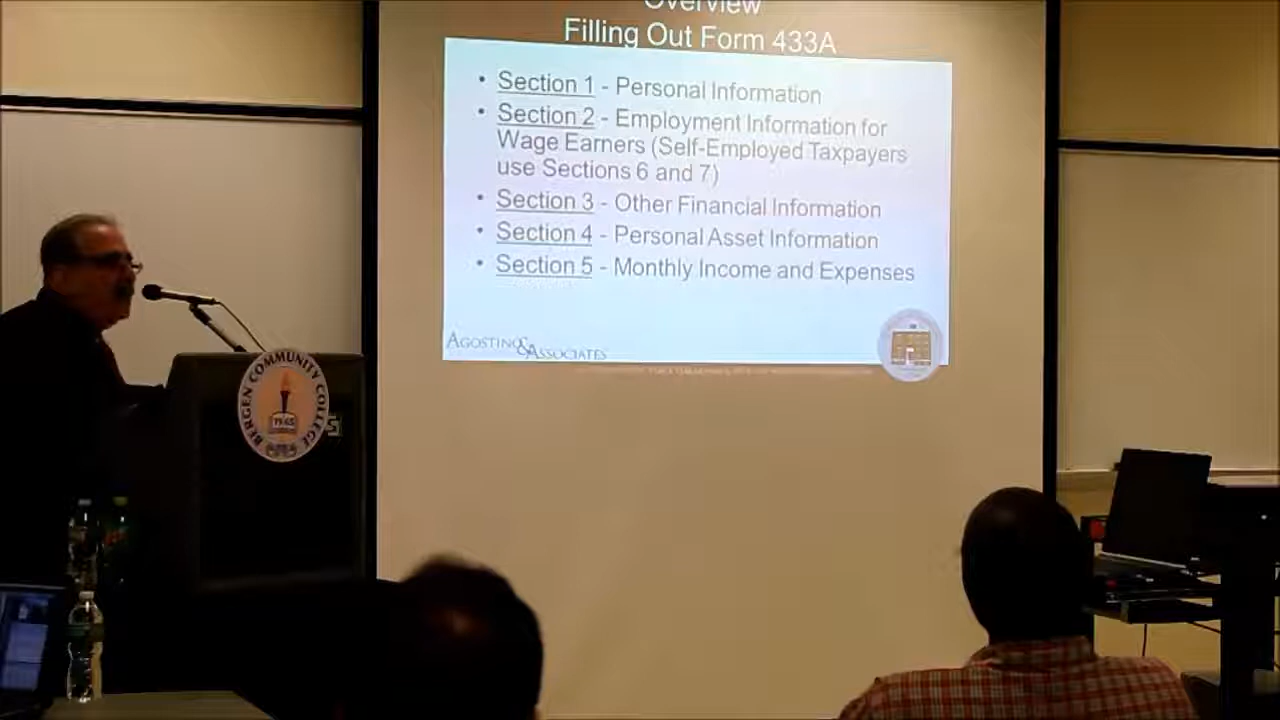 Overview
Filling Out Form 433A
• Section 1 - Personal Information
• Section 2 - Employment Information for
Wage Earners (Self-Employed Taxpayers
use Sections 6 and 7)
• Section 3 - Other Financial Information
• Section 4 - Personal Asset Information
• Section 5 - Monthly Income and Expenses
AGOSTINO & ASSOCIATES
BERGEN COMMUNITY COLLEGE
1965